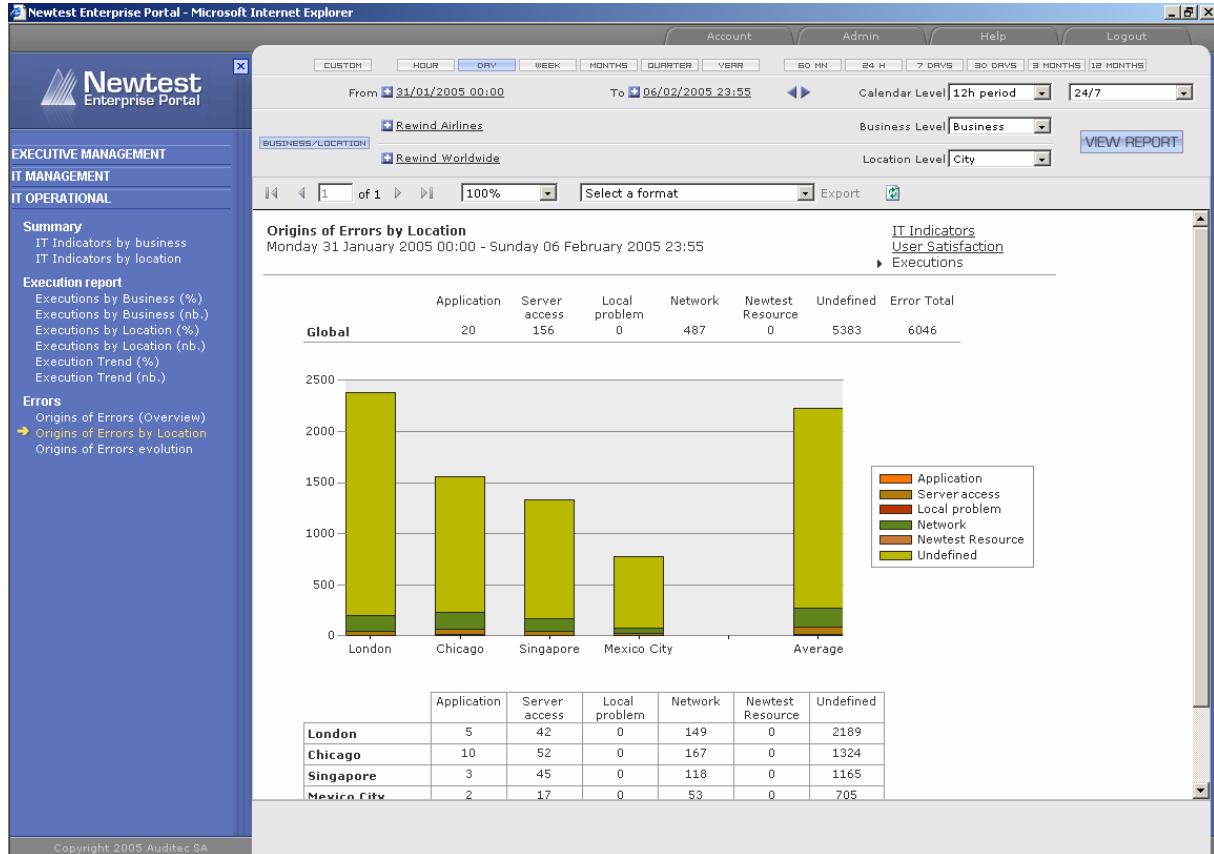 Newtest Enterprise Portal - Microsoft Internet Explorer
Account Admin Help Logout
Newtest
Enterprise Portal
EXECUTIVE MANAGEMENT
IT MANAGEMENT
IT OPERATIONAL
Summary
IT Indicators by business
IT Indicators by location
Execution report
Executions by Business (%)
Executions by Business (nb.)
Executions by Location (%)
Executions by Location (nb.)
Execution Trend (%)
Execution Trend (nb.)
Errors
Origins of Errors (Overview)
Origins of Errors by Location
Origins of Errors evolution
Copyright 2005 Auditec SA
CUSTOM HOUR DAY WEEK MONTHS QUARTER YEAR 60 MN 24 H 7 DAYS 30 DAYS 3 MONTHS 12 MONTHS
From 31/01/2005 00:00 To 06/02/2005 23:55 Calendar Level 12h period 24/7
Rewind Airlines Business Level Business
BUSINESS/LOCATION VIEW REPORT
Rewind Worldwide Location Level City
1 of 1 100% Select a format Export
Origins of Errors by Location
Monday 31 January 2005 00:00 - Sunday 06 February 2005 23:55
IT Indicators
User Satisfaction
Executions
Application Server access Local problem Network Newtest Resource Undefined Error Total
Global 20 156 0 487 0 5383 6046
2500
2000
1500
1000
500
0
London Chicago Singapore Mexico City Average
Application
Server access
Local problem
Network
Newtest Resource
Undefined
Application Server access Local problem Network Newtest Resource Undefined
London 5 42 0 149 0 2189
Chicago 10 52 0 167 0 1324
Singapore 3 45 0 118 0 1165
Mexico City 2 17 0 53 0 705